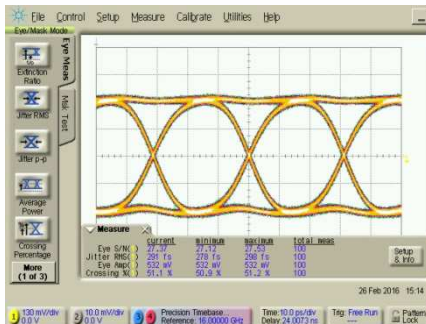 File Control Setup Measure Calibrate Utilities Help
Eye/Mask Mode
Extinction
Ratio
Jitter RMS
Jitter p-p
Average
Power
Crossing
Percentage
More
(1 of 3)
Eye Meas
Msk Test
Measure
current minimum maximum total meas
Eye S/N( ) 27.37 27.12 27.53 100
Jitter RMS( ) 291 fs 278 fs 298 fs 100
Eye Amp( ) 532 mV 532 mV 532 mV 100
Crossing %( ) 51.1 % 50.9 % 51.2 % 100
Setup
& Info
26 Feb 2016 15:14
1 130 mV/div
0.0 V
2 10.0 mV/div
0.0 V
3 4 Precision Timebase...
Reference: 16.00000 GHz
Time: 10.0 ps/div
Delay: 24.0073 ns
Trig: Free Run
Pattern
Lock